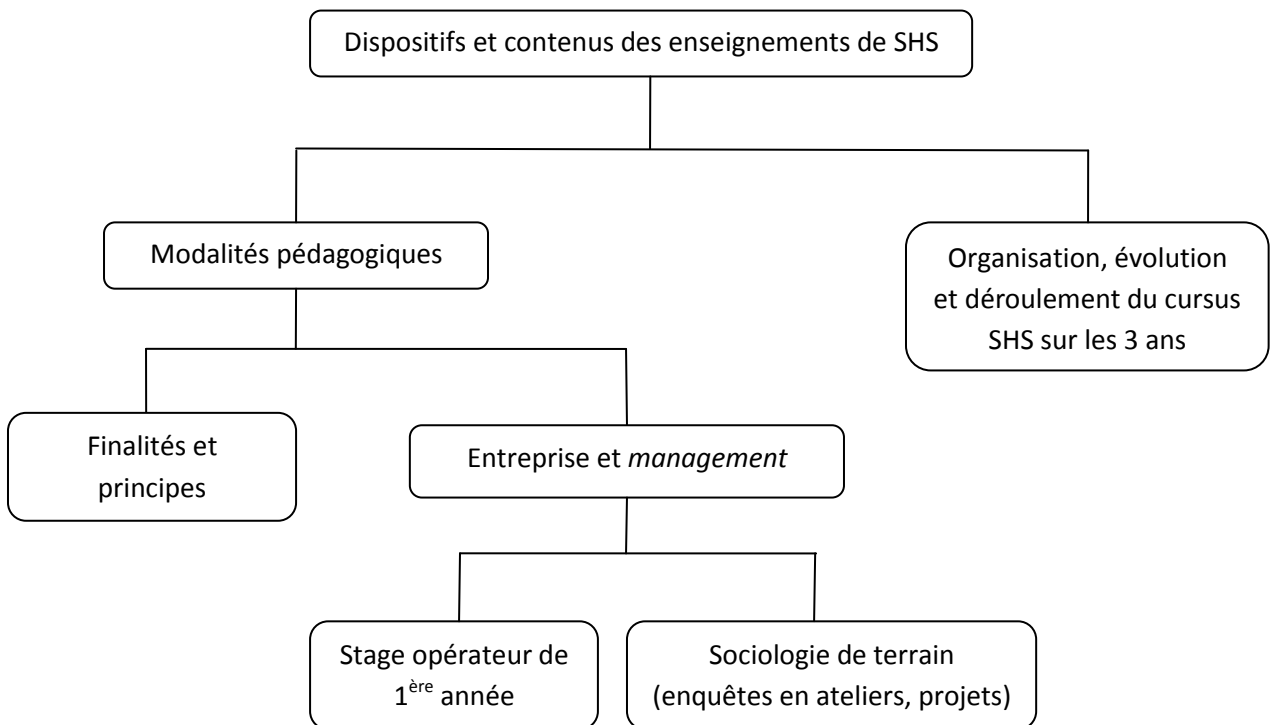 Dispositifs et contenus des enseignements de SHS
Modalités pédagogiques
Organisation, évolution
et déroulement du cursus
SHS sur les 3 ans
Finalités et
principes
Entreprise et management
Stage opérateur de
1ère année
Sociologie de terrain
(enquêtes en ateliers, projets)